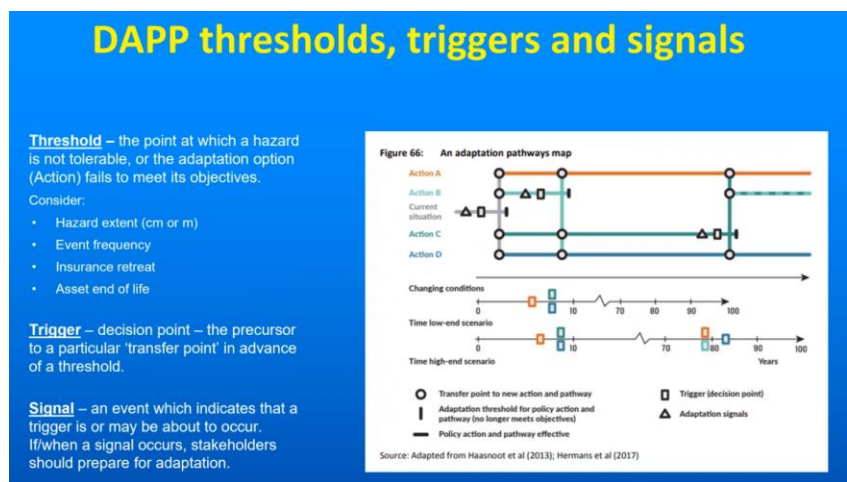 DAPP thresholds, triggers and signals
Threshold – the point at which a hazard
is not tolerable, or the adaptation option
(Action) fails to meet its objectives.
Consider:
• Hazard extent (cm or m)
• Event frequency
• Insurance retreat
• Asset end of life
Trigger – decision point – the precursor
to a particular ‘transfer point’ in advance
of a threshold.
Signal – an event which indicates that a
trigger is or may be about to occur.
If/when a signal occurs, stakeholders
should prepare for adaptation.
Figure 66: An adaptation pathways map
Action A
Action B
Current
situation
Action C
Action D
Changing conditions
0 10 70 80 90 100
Time low-end scenario
0 10 70 80 90 100
Time high-end scenario Years
Transfer point to new action and pathway
Adaptation threshold for policy action and
pathway (no longer meets objectives)
Policy action and pathway effective
Trigger (decision point)
Adaptation signals
Source: Adapted from Haasnoot et al (2013); Hermans et al (2017)